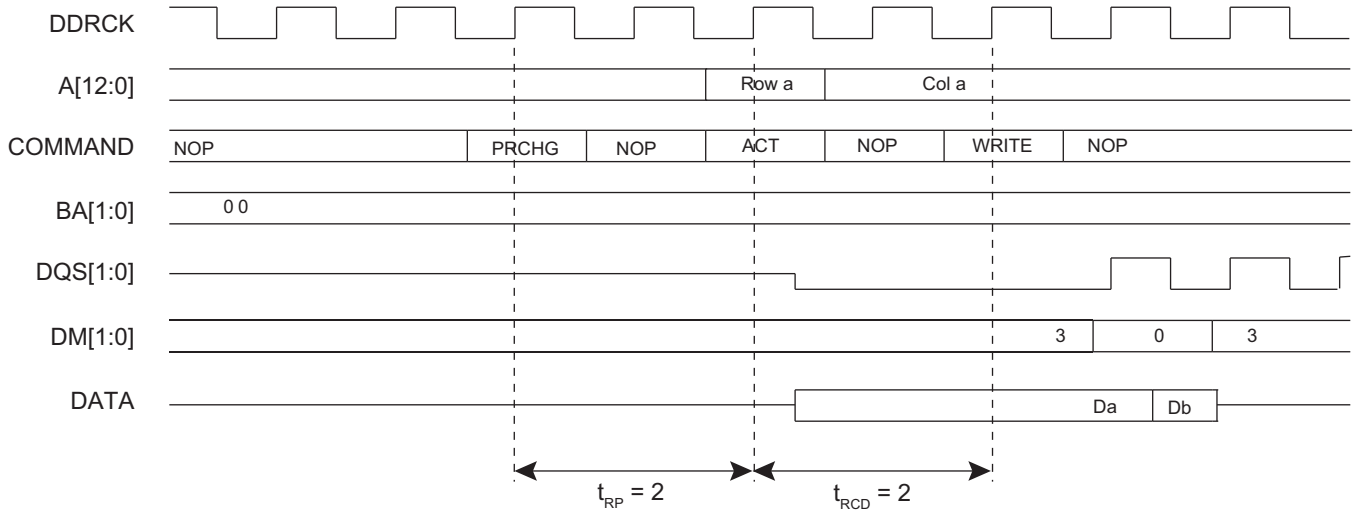 DDRCK
A[12:0] Row a Col a
COMMAND NOP PRCHG NOP ACT NOP WRITE NOP
BA[1:0] 0 0
DQS[1:0]
DM[1:0] 3 0 3
DATA Da Db
tRP = 2 tRCD = 2